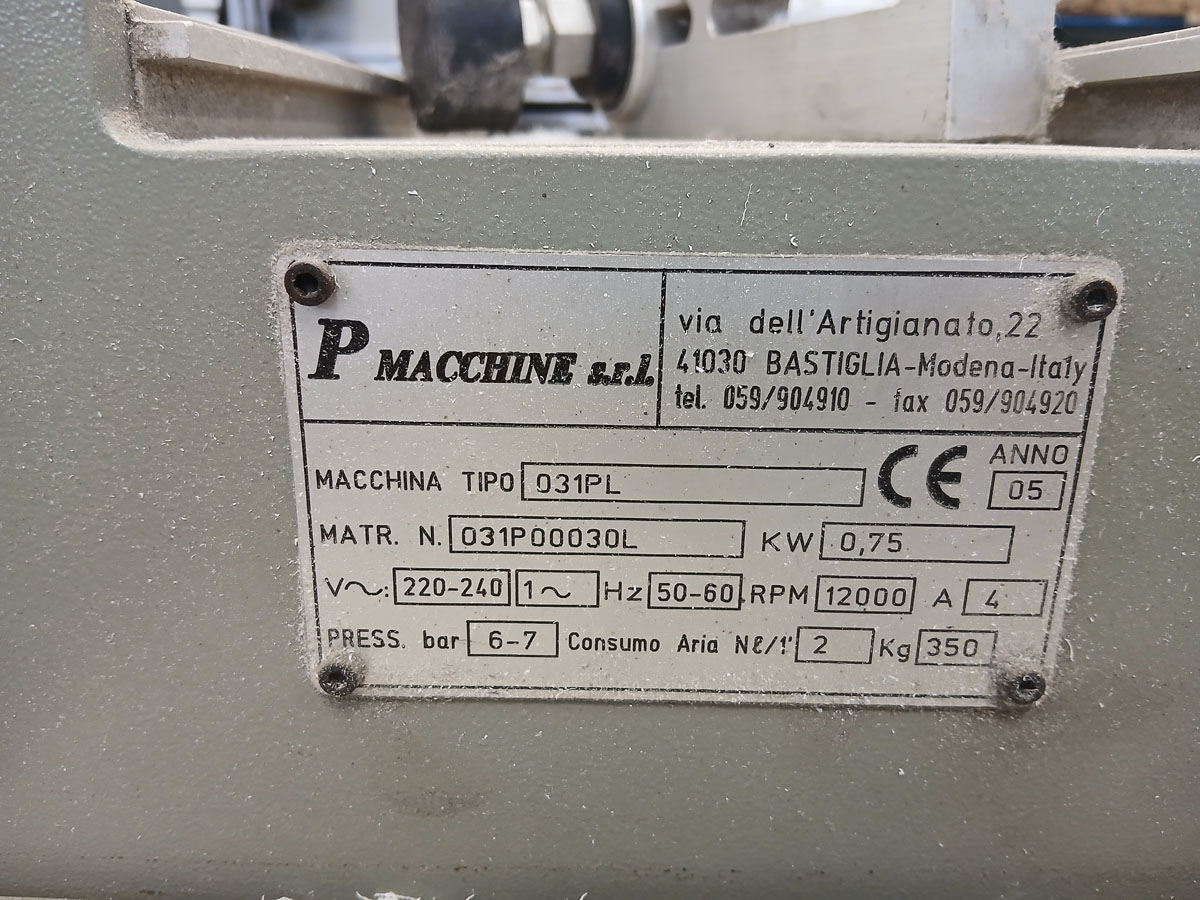 P MACCHINE s.r.l.
via dell'Artigianato,22
41030 BASTIGLIA-Modena-Italy
tel. 059/904910 - fax 059/904920
MACCHINA TIPO 031PL CE ANNO 05
MATR. N. 031P00030L KW 0,75
V~: 220-240 1~ Hz 50-60 RPM 12000 A 4
PRESS. bar 6-7 Consumo Aria Nℓ/1' 2 Kg 350